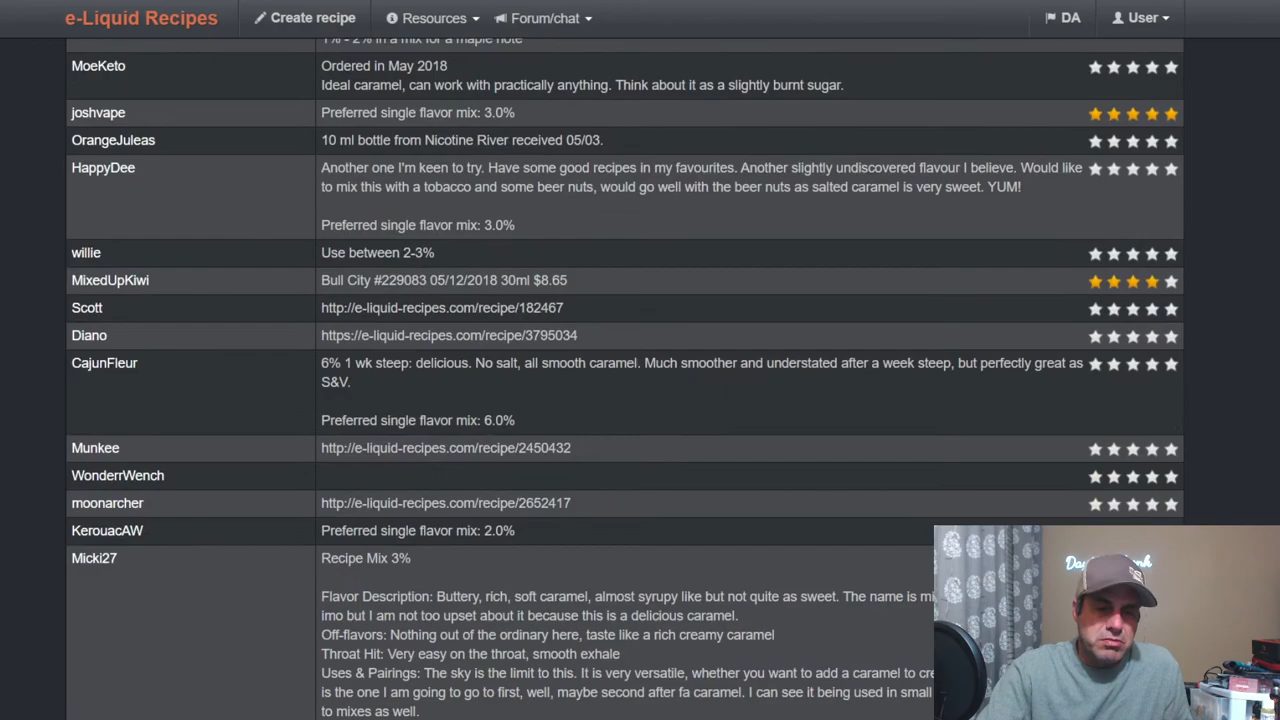 e-Liquid Recipes Create recipe Resources Forum/chat DA User
1% - 2% in a mix for a maple note
MoeKeto Ordered in May 2018
Ideal caramel, can work with practically anything. Think about it as a slightly burnt sugar.
joshvape Preferred single flavor mix: 3.0%
OrangeJuleas 10 ml bottle from Nicotine River received 05/03.
HappyDee Another one I'm keen to try. Have some good recipes in my favourites. Another slightly undiscovered flavour I believe. Would like
to mix this with a tobacco and some beer nuts, would go well with the beer nuts as salted caramel is very sweet. YUM!
Preferred single flavor mix: 3.0%
willie Use between 2-3%
MixedUpKiwi Bull City #229083 05/12/2018 30ml $8.65
Scott http://e-liquid-recipes.com/recipe/182467
Diano https://e-liquid-recipes.com/recipe/3795034
CajunFleur 6% 1 wk steep: delicious. No salt, all smooth caramel. Much smoother and understated after a week steep, but perfectly great as
S&V.
Preferred single flavor mix: 6.0%
Munkee http://e-liquid-recipes.com/recipe/2450432
WonderrWench
moonarcher http://e-liquid-recipes.com/recipe/2652417
KerouacAW Preferred single flavor mix: 2.0%
Micki27 Recipe Mix 3%
Flavor Description: Buttery, rich, soft caramel, almost syrupy like but not quite as sweet. The name is mi
imo but I am not too upset about it because this is a delicious caramel.
Off-flavors: Nothing out of the ordinary here, taste like a rich creamy caramel
Throat Hit: Very easy on the throat, smooth exhale
Uses & Pairings: The sky is the limit to this. It is very versatile, whether you want to add a caramel to cre
is the one I am going to go to first, well, maybe second after fa caramel. I can see it being used in small
to mixes as well.